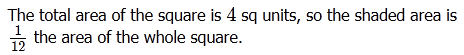 The total area of the square is 4 sq units, so the shaded area is
1/12 the area of the whole square.